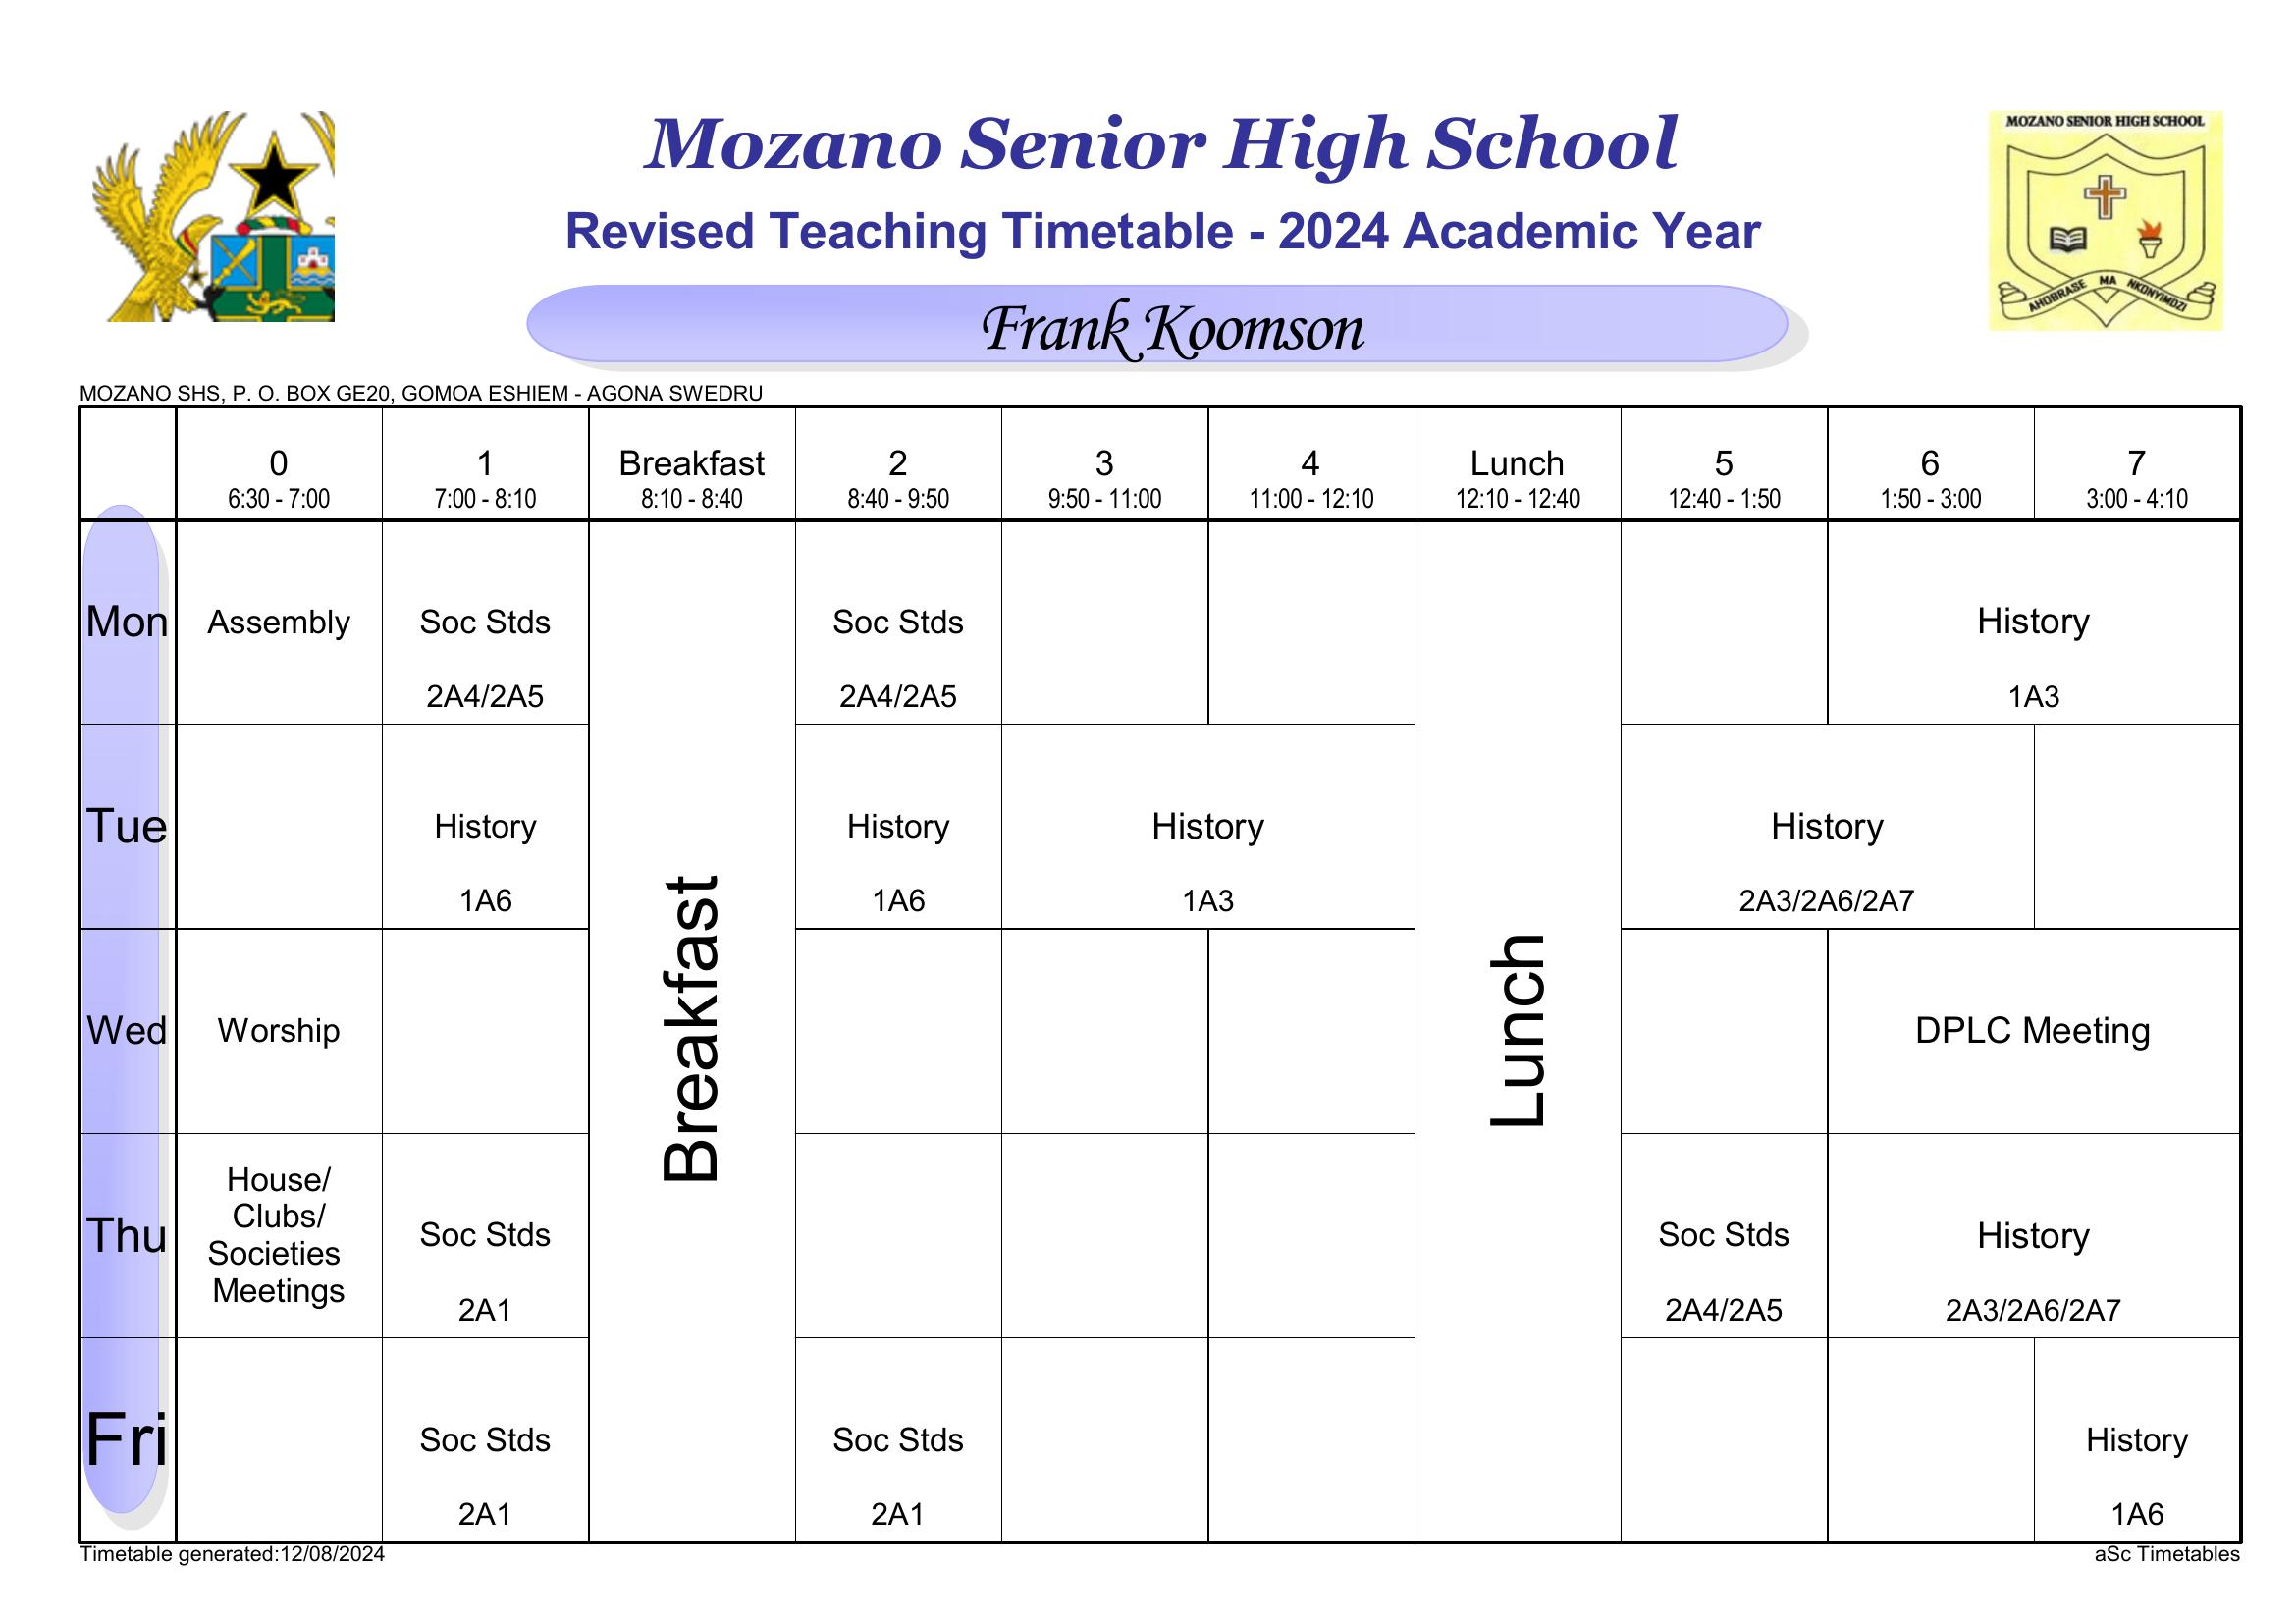 MOZANO SENIOR HIGH SCHOOL
AHOBRASE MA NKONYIMDZI
Mozano Senior High School
Revised Teaching Timetable - 2024 Academic Year
Frank Koomson
MOZANO SHS, P. O. BOX GE20, GOMOA ESHIEM - AGONA SWEDRU
0 1 Breakfast 2 3 4 Lunch 5 6 7
6:30 - 7:00 7:00 - 8:10 8:10 - 8:40 8:40 - 9:50 9:50 - 11:00 11:00 - 12:10 12:10 - 12:40 12:40 - 1:50 1:50 - 3:00 3:00 - 4:10
Mon Assembly Soc Stds Soc Stds History
2A4/2A5 2A4/2A5 1A3
Tue History History History History
1A6 1A6 1A3 2A3/2A6/2A7
Breakfast
Lunch
Wed Worship DPLC Meeting
House/
Clubs/
Thu Soc Stds Soc Stds History
Societies
Meetings
2A1 2A4/2A5 2A3/2A6/2A7
Fri Soc Stds Soc Stds History
2A1 2A1 1A6
Timetable generated:12/08/2024 aSc Timetables